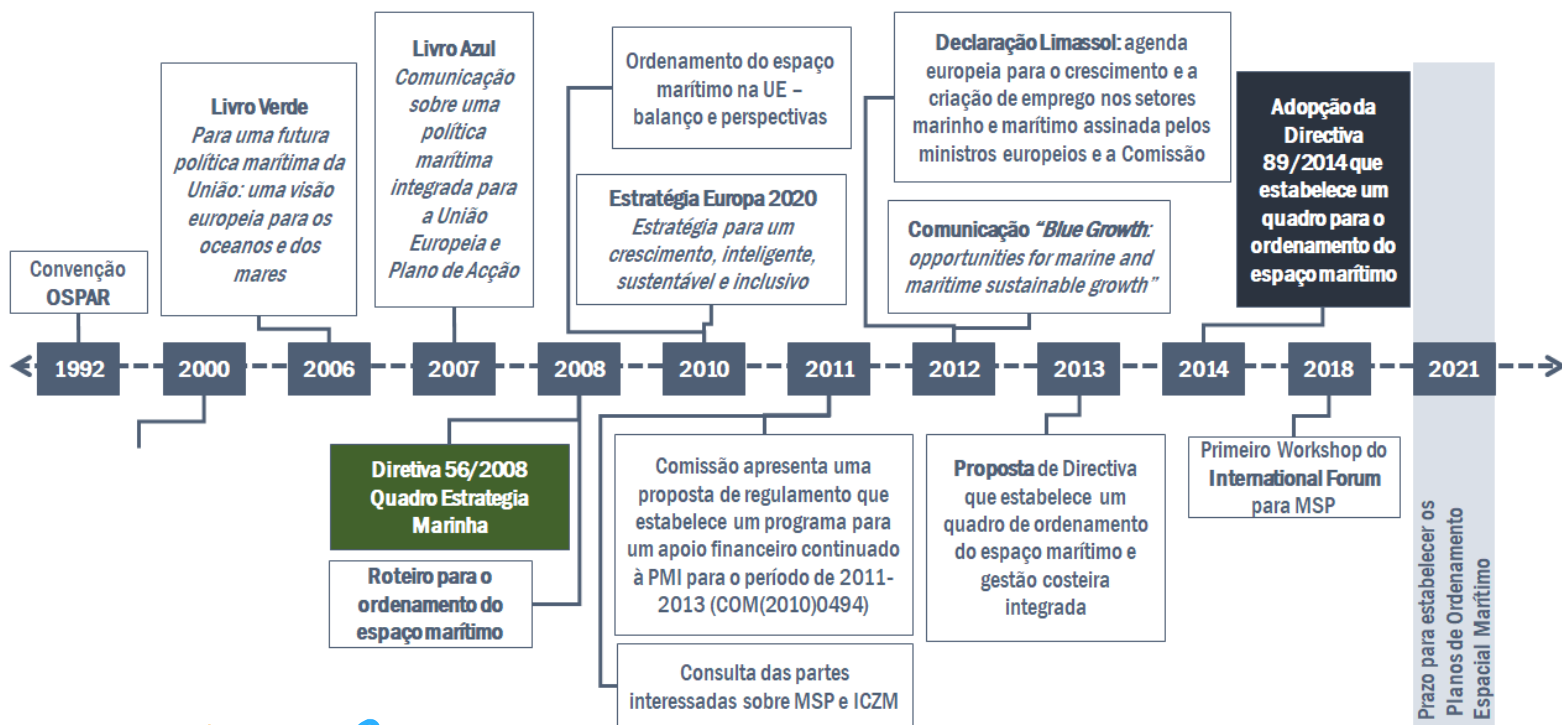 Convenção
OSPAR
Livro Verde
Para uma futura
política marítima da
União: uma visão
europeia para os
oceanos e dos
mares
Livro Azul
Comunicação
sobre uma
política
marítima
integrada para
a União
Europeia e
Plano de Acção
Ordenamento do espaço
marítimo na UE –
balanço e perspectivas
Estratégia Europa 2020
Estratégia para um
crescimento, inteligente,
sustentável e inclusivo
Declaração Limassol: agenda
europeia para o crescimento e a
criação de emprego nos setores
marinho e marítimo assinada pelos
ministros europeios e a Comissão
Comunicação “Blue Growth:
opportunities for marine and
maritime sustainable growth”
Adopção da
Directiva
89/2014 que
estabelece um
quadro para o
ordenamento do
espaço marítimo
1992 2000 2006 2007 2008 2010 2011 2012 2013 2014 2018 2021
Diretiva 56/2008
Quadro Estrategia
Marinha
Roteiro para o
ordenamento do
espaço marítimo
Comissão apresenta uma
proposta de regulamento que
estabelece um programa para
um apoio financeiro continuado
à PMI para o período de 2011-
2013 (COM(2010)0494)
Consulta das partes
interessadas sobre MSP e ICZM
Proposta de Directiva
que estabelece um
quadro de ordenamento
do espaço marítimo e
gestão costeira
integrada
Primeiro Workshop do
International Forum
para MSP
Prazo para estabelecer os
Planos de Ordenamento
Espacial Marítimo